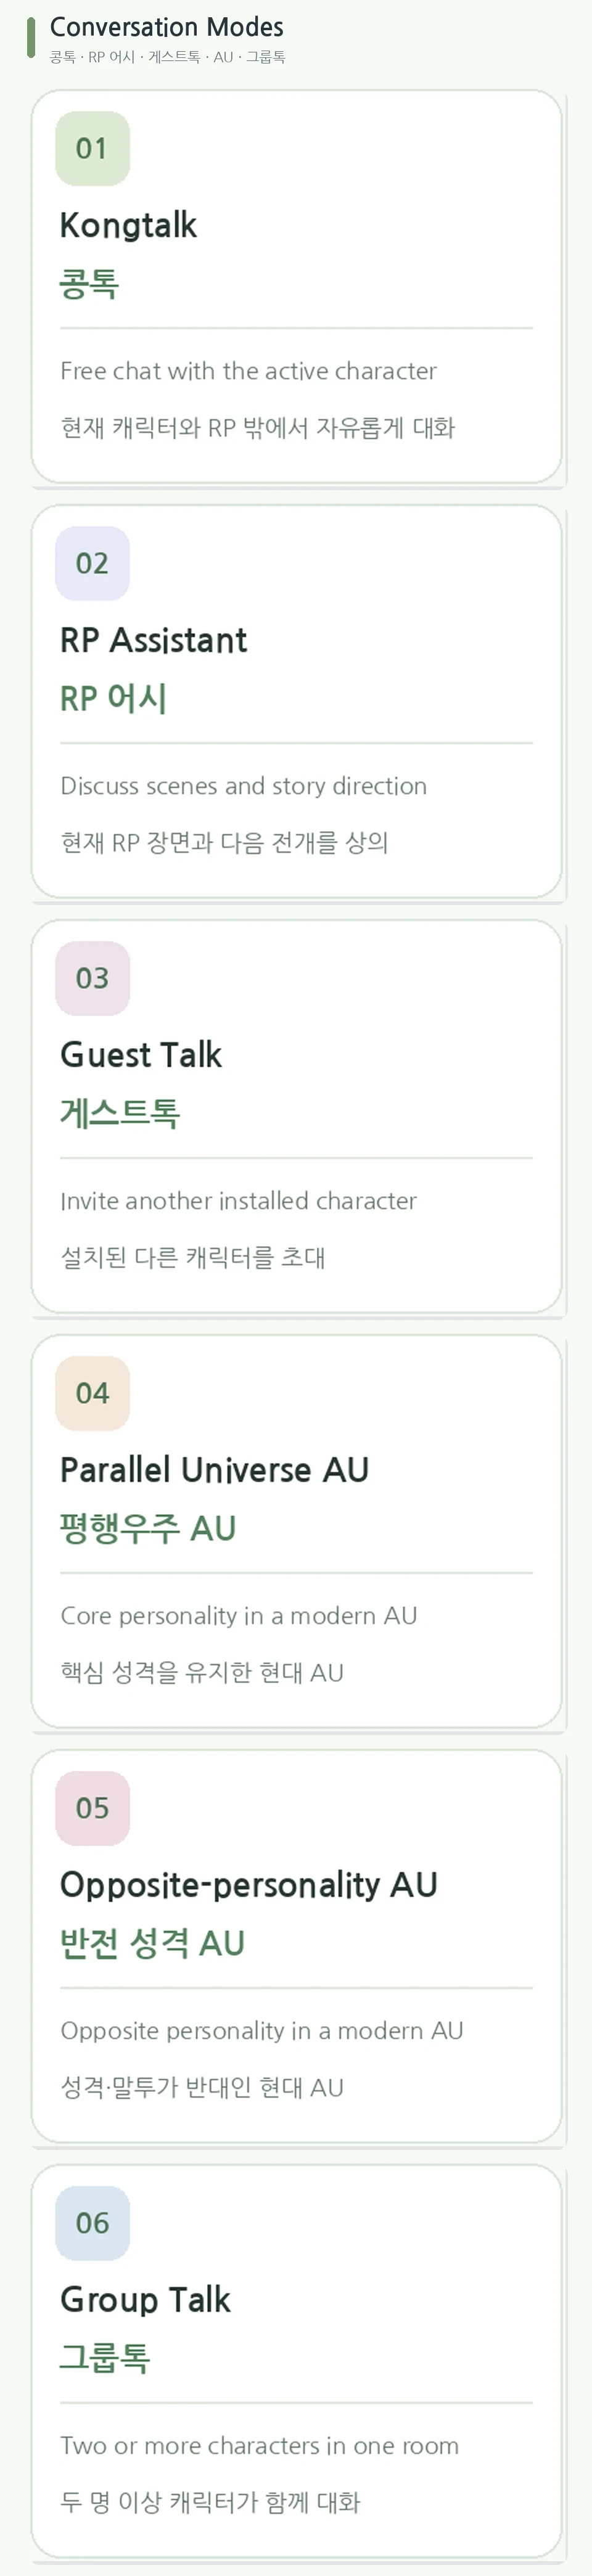 Conversation Modes
콩톡 · RP 어시 · 게스트톡 · AU · 그룹톡
01
Kongtalk
콩톡
Free chat with the active character
현재 캐릭터와 RP 밖에서 자유롭게 대화
02
RP Assistant
RP 어시
Discuss scenes and story direction
현재 RP 장면과 다음 전개를 상의
03
Guest Talk
게스트톡
Invite another installed character
설치된 다른 캐릭터를 초대
04
Parallel Universe AU
평행우주 AU
Core personality in a modern AU
핵심 성격을 유지한 현대 AU
05
Opposite-personality AU
반전 성격 AU
Opposite personality in a modern AU
성격·말투가 반대인 현대 AU
06
Group Talk
그룹톡
Two or more characters in one room
두 명 이상 캐릭터가 함께 대화